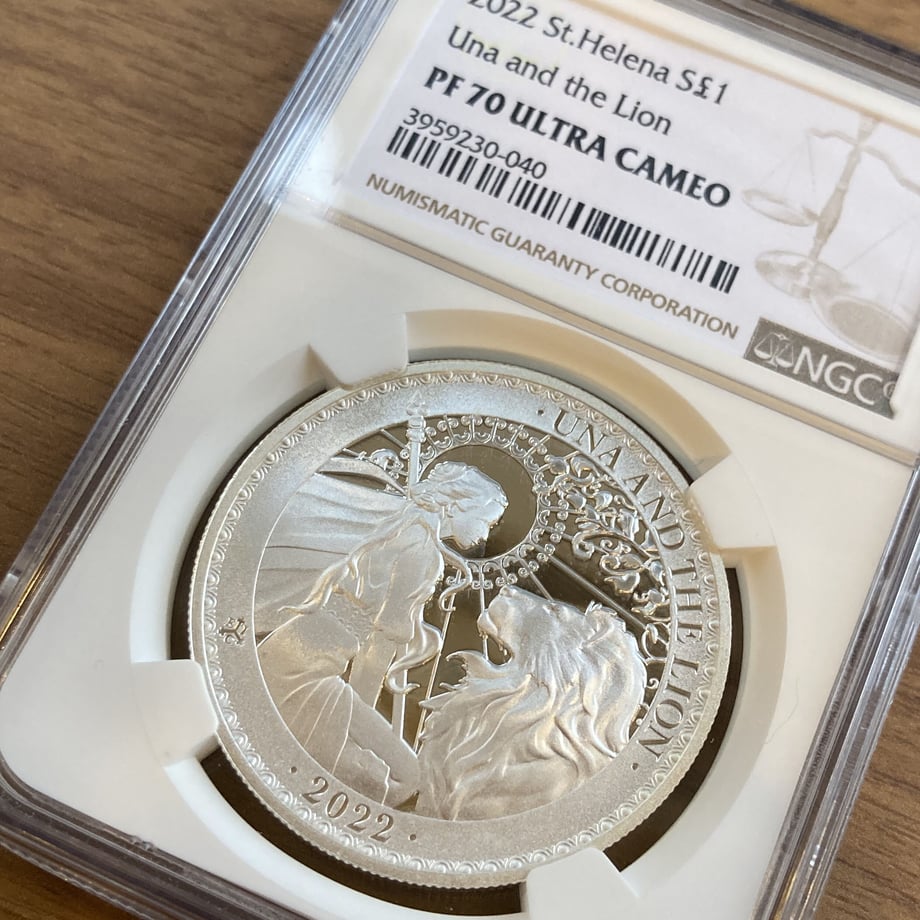 2022 St.Helena S£1
Una and the Lion
PF 70 ULTRA CAMEO
3959230-040
NUMISMATIC GUARANTY CORPORATION
NGC
· UNA AND THE LION ·
· 2022 ·